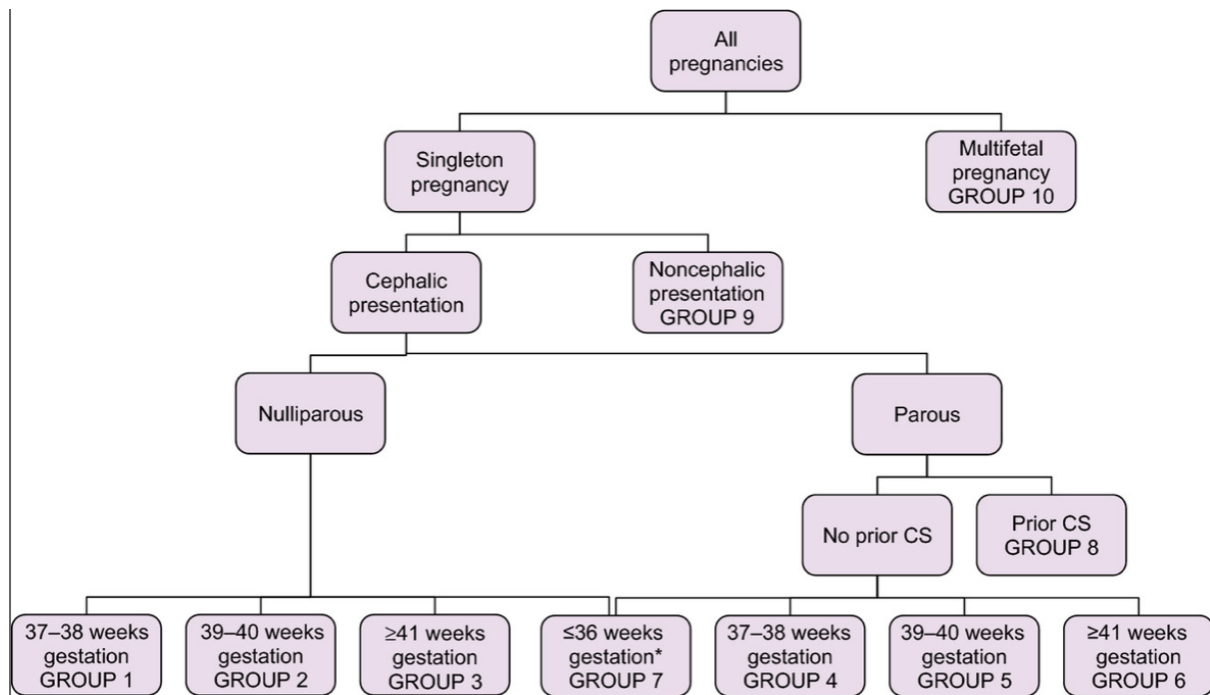 All
pregnancies
Singleton
pregnancy
Multifetal
pregnancy
GROUP 10
Cephalic
presentation
Noncephalic
presentation
GROUP 9
Nulliparous
Parous
No prior CS
Prior CS
GROUP 8
37–38 weeks
gestation
GROUP 1
39–40 weeks
gestation
GROUP 2
≥41 weeks
gestation
GROUP 3
≤36 weeks
gestation*
GROUP 7
37–38 weeks
gestation
GROUP 4
39–40 weeks
gestation
GROUP 5
≥41 weeks
gestation
GROUP 6